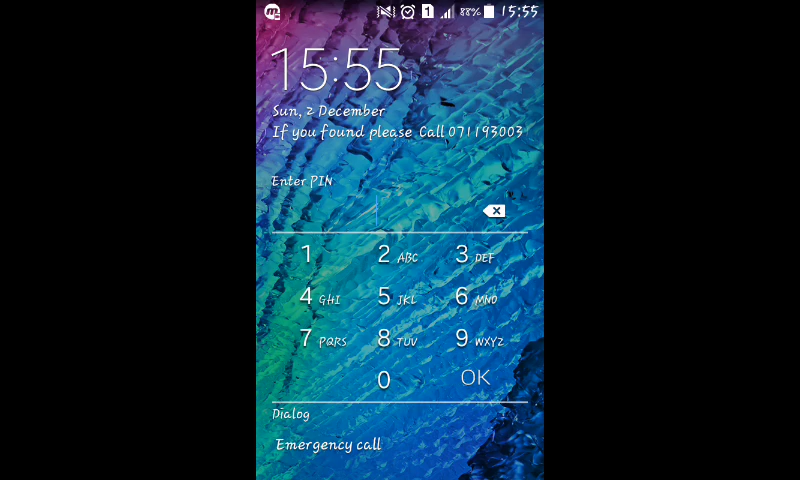 1 88% 15:55
15:55
Sun, 2 December
If you found please Call 071193003
Enter PIN
1 2 ABC 3 DEF
4 GHI 5 JKL 6 MNO
7 PQRS 8 TUV 9 WXYZ
0 OK
Dialog
Emergency call